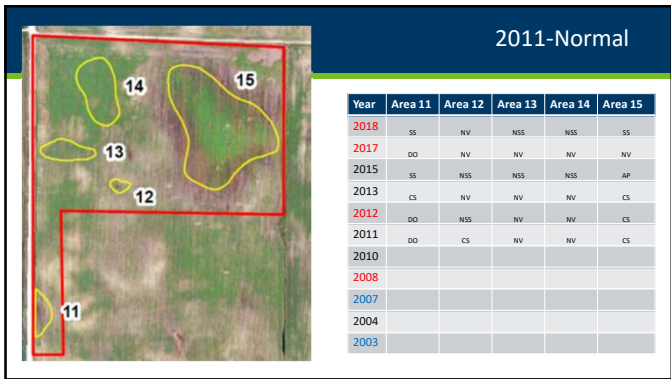 2011-Normal
14
15
13
12
11
Year Area 11 Area 12 Area 13 Area 14 Area 15
2018 SS NV NSS NSS SS
2017 DO NV NV NV NV
2015 SS NSS NSS NSS AP
2013 CS NV NV NV CS
2012 DO NSS NV NV CS
2011 DO CS NV NV CS
2010
2008
2007
2004
2003